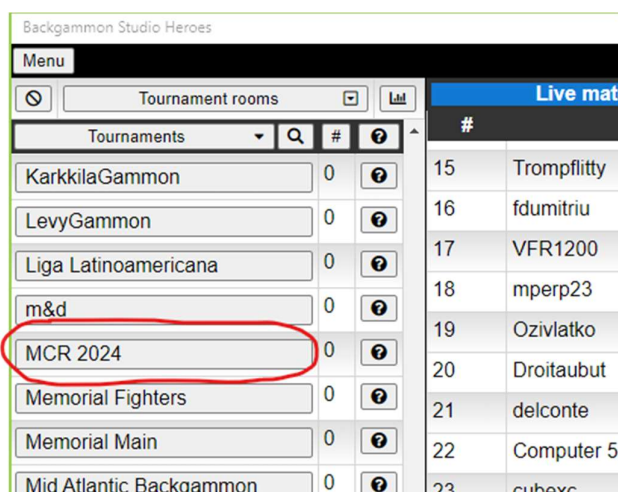 Backgammon Studio Heroes
Menu
Tournament rooms
Tournaments #
KarkkilaGammon 0
LevyGammon 0
Liga Latinoamericana 0
m&d 0
MCR 2024 0
Memorial Fighters 0
Memorial Main 0
Mid Atlantic Backgammon 0
Live mat
#
15 Trompflitty
16 fdumitriu
17 VFR1200
18 mperp23
19 Ozivlatko
20 Droitaubut
21 delconte
22 Computer 5
23 cubexc